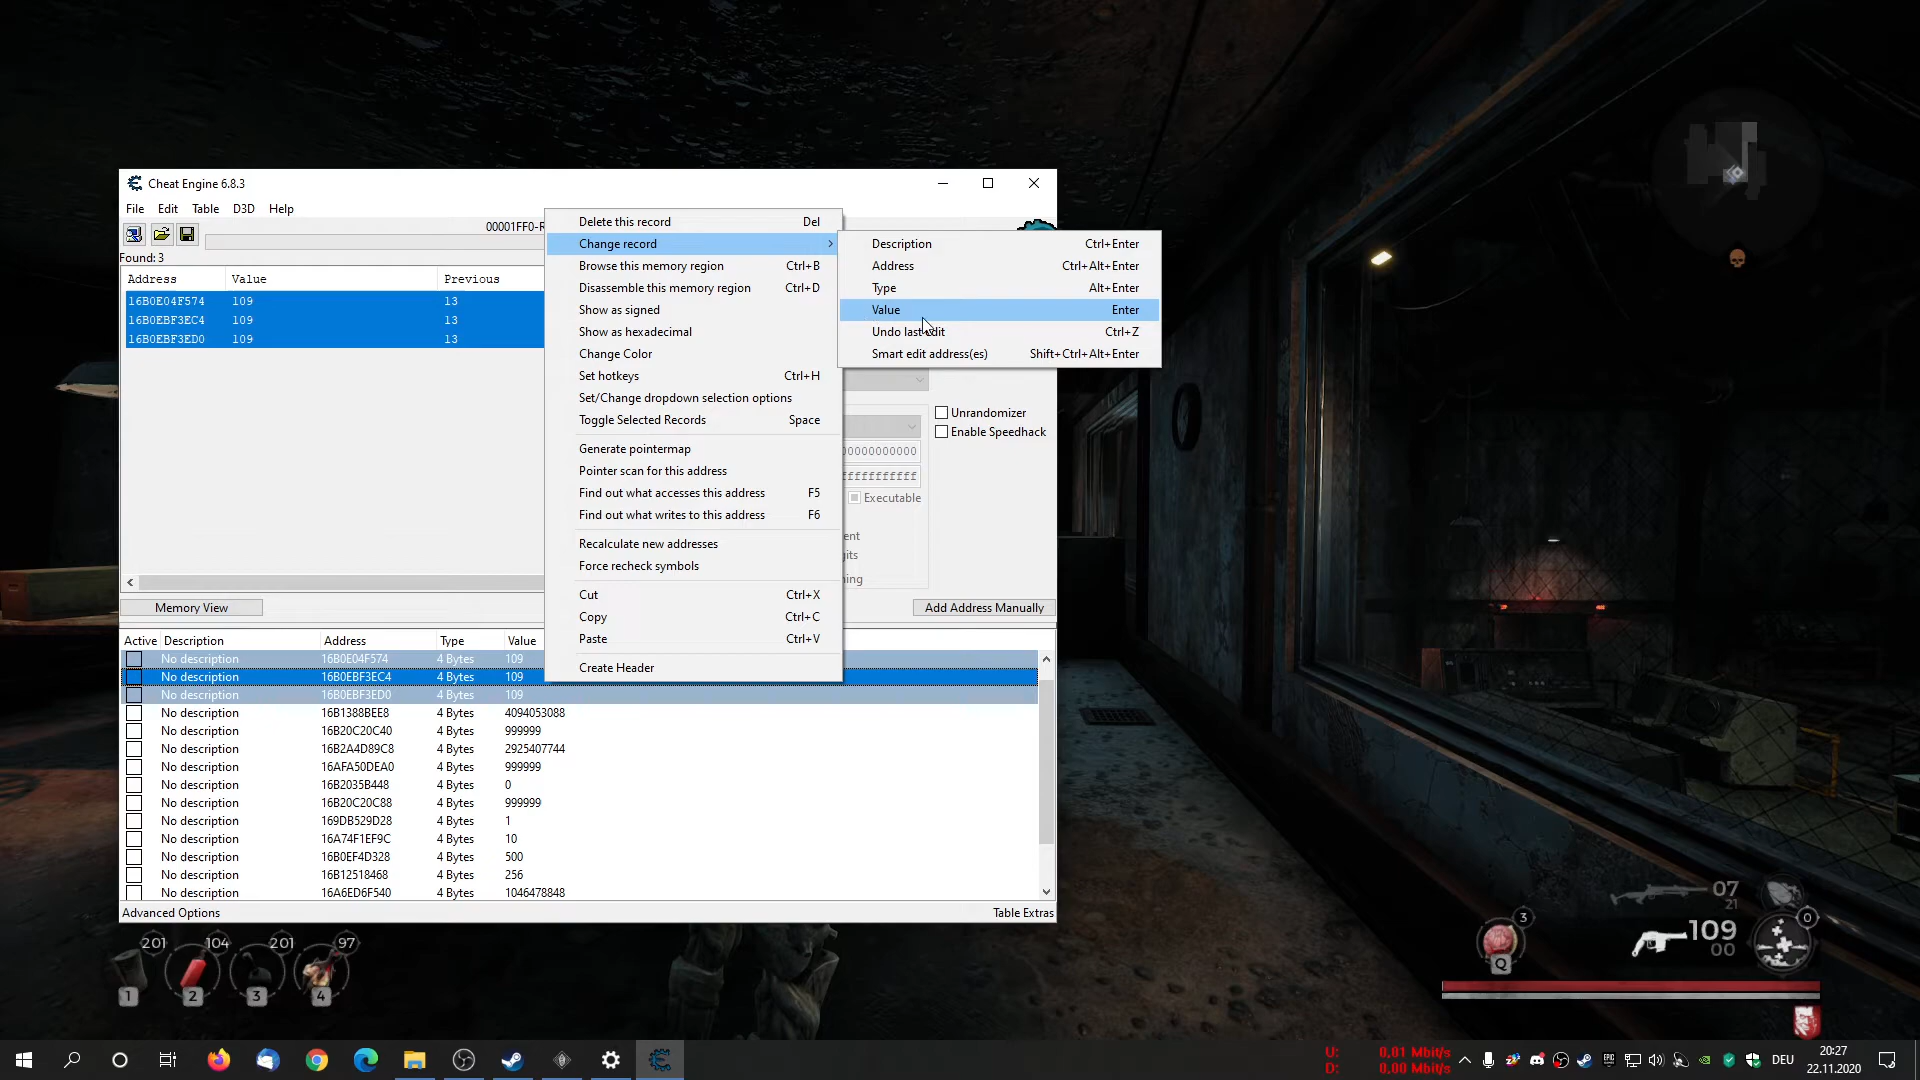 Cheat Engine 6.8.3
File Edit Table D3D Help
00001FF0-R
Found: 3
Address Value Previous
16B0E04F574 109 13
16B0EBF3EC4 109 13
16B0EBF3ED0 109 13
Delete this record Del
Change record
Browse this memory region Ctrl+B
Disassemble this memory region Ctrl+D
Show as signed
Show as hexadecimal
Change Color
Set hotkeys Ctrl+H
Set/Change dropdown selection options
Toggle Selected Records Space
Generate pointermap
Pointer scan for this address
Find out what accesses this address F5
Find out what writes to this address F6
Recalculate new addresses
Force recheck symbols
Cut Ctrl+X
Copy Ctrl+C
Paste Ctrl+V
Create Header
Description Ctrl+Enter
Address Ctrl+Alt+Enter
Type Alt+Enter
Value Enter
Undo last edit Ctrl+Z
Smart edit address(es) Shift+Ctrl+Alt+Enter
Unrandomizer
Enable Speedhack
00000000000
fffffffffff
Executable
ent
gits
ning
Memory View
Add Address Manually
Active Description Address Type Value
No description 16B0E04F574 4 Bytes 109
No description 16B0EBF3EC4 4 Bytes 109
No description 16B0EBF3ED0 4 Bytes 109
No description 16B1388BEE8 4 Bytes 4094053088
No description 16B20C20C40 4 Bytes 999999
No description 16B2A4D89C8 4 Bytes 2925407744
No description 16AFA50DEA0 4 Bytes 999999
No description 16B2035B448 4 Bytes 0
No description 16B20C20C88 4 Bytes 999999
No description 169DB529D28 4 Bytes 1
No description 16A74F1EF9C 4 Bytes 10
No description 16B0EF4D328 4 Bytes 500
No description 16B12518468 4 Bytes 256
No description 16A6ED6F540 4 Bytes 1046478848
Advanced Options Table Extras
201 104 201 97
1 2 3 4
07
21
3
109
00
0
Q
U: 0,01 Mbit/s
D: 0,00 Mbit/s
EPIC
DEU
20:27
22.11.2020